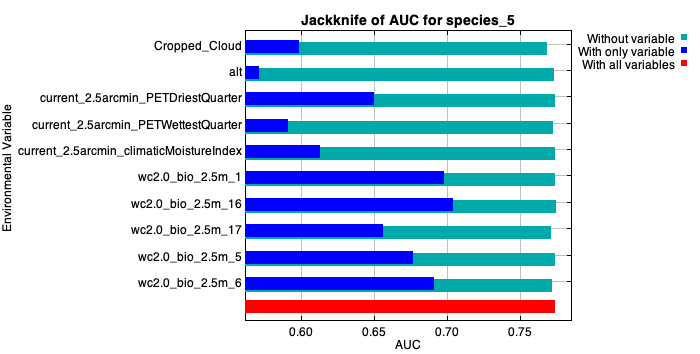 Jackknife of AUC for species_5
Without variable
With only variable
With all variables
Environmental Variable
Cropped_Cloud
alt
current_2.5arcmin_PETDriestQuarter
current_2.5arcmin_PETWettestQuarter
current_2.5arcmin_climaticMoistureIndex
wc2.0_bio_2.5m_1
wc2.0_bio_2.5m_16
wc2.0_bio_2.5m_17
wc2.0_bio_2.5m_5
wc2.0_bio_2.5m_6
0.60 0.65 0.70 0.75
AUC